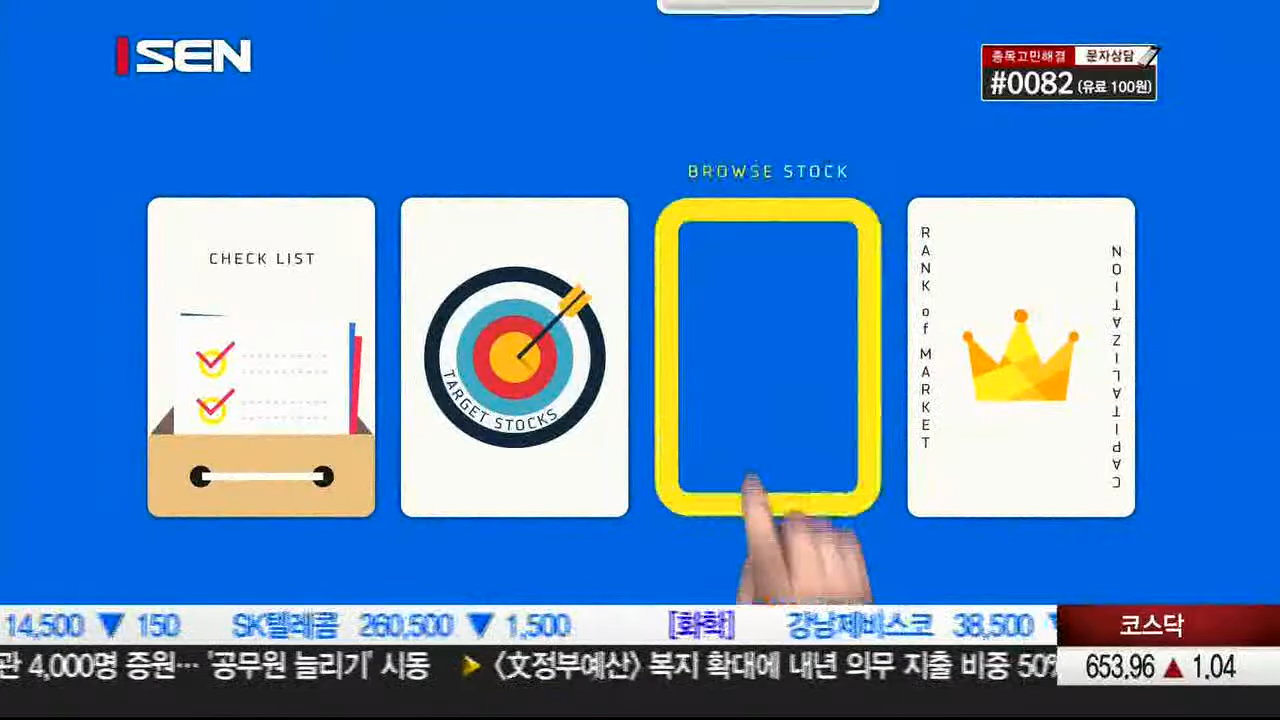 SEN
종목고민해결 문자상담
#0082 (유료 100원)
BROWSE STOCK
CHECK LIST
TARGET STOCKS
RANK of MARKET
CAPITALIZATION
14,500 ▼ 150 SK텔레콤 260,500 ▼ 1,500 [화학] 강남제비스코 38,500
코스닥
관 4,000명 증원… '공무원 늘리기' 시동 ▶ 〈文정부예산〉 복지 확대에 내년 의무 지출 비중 50%
653.96 ▲ 1.04